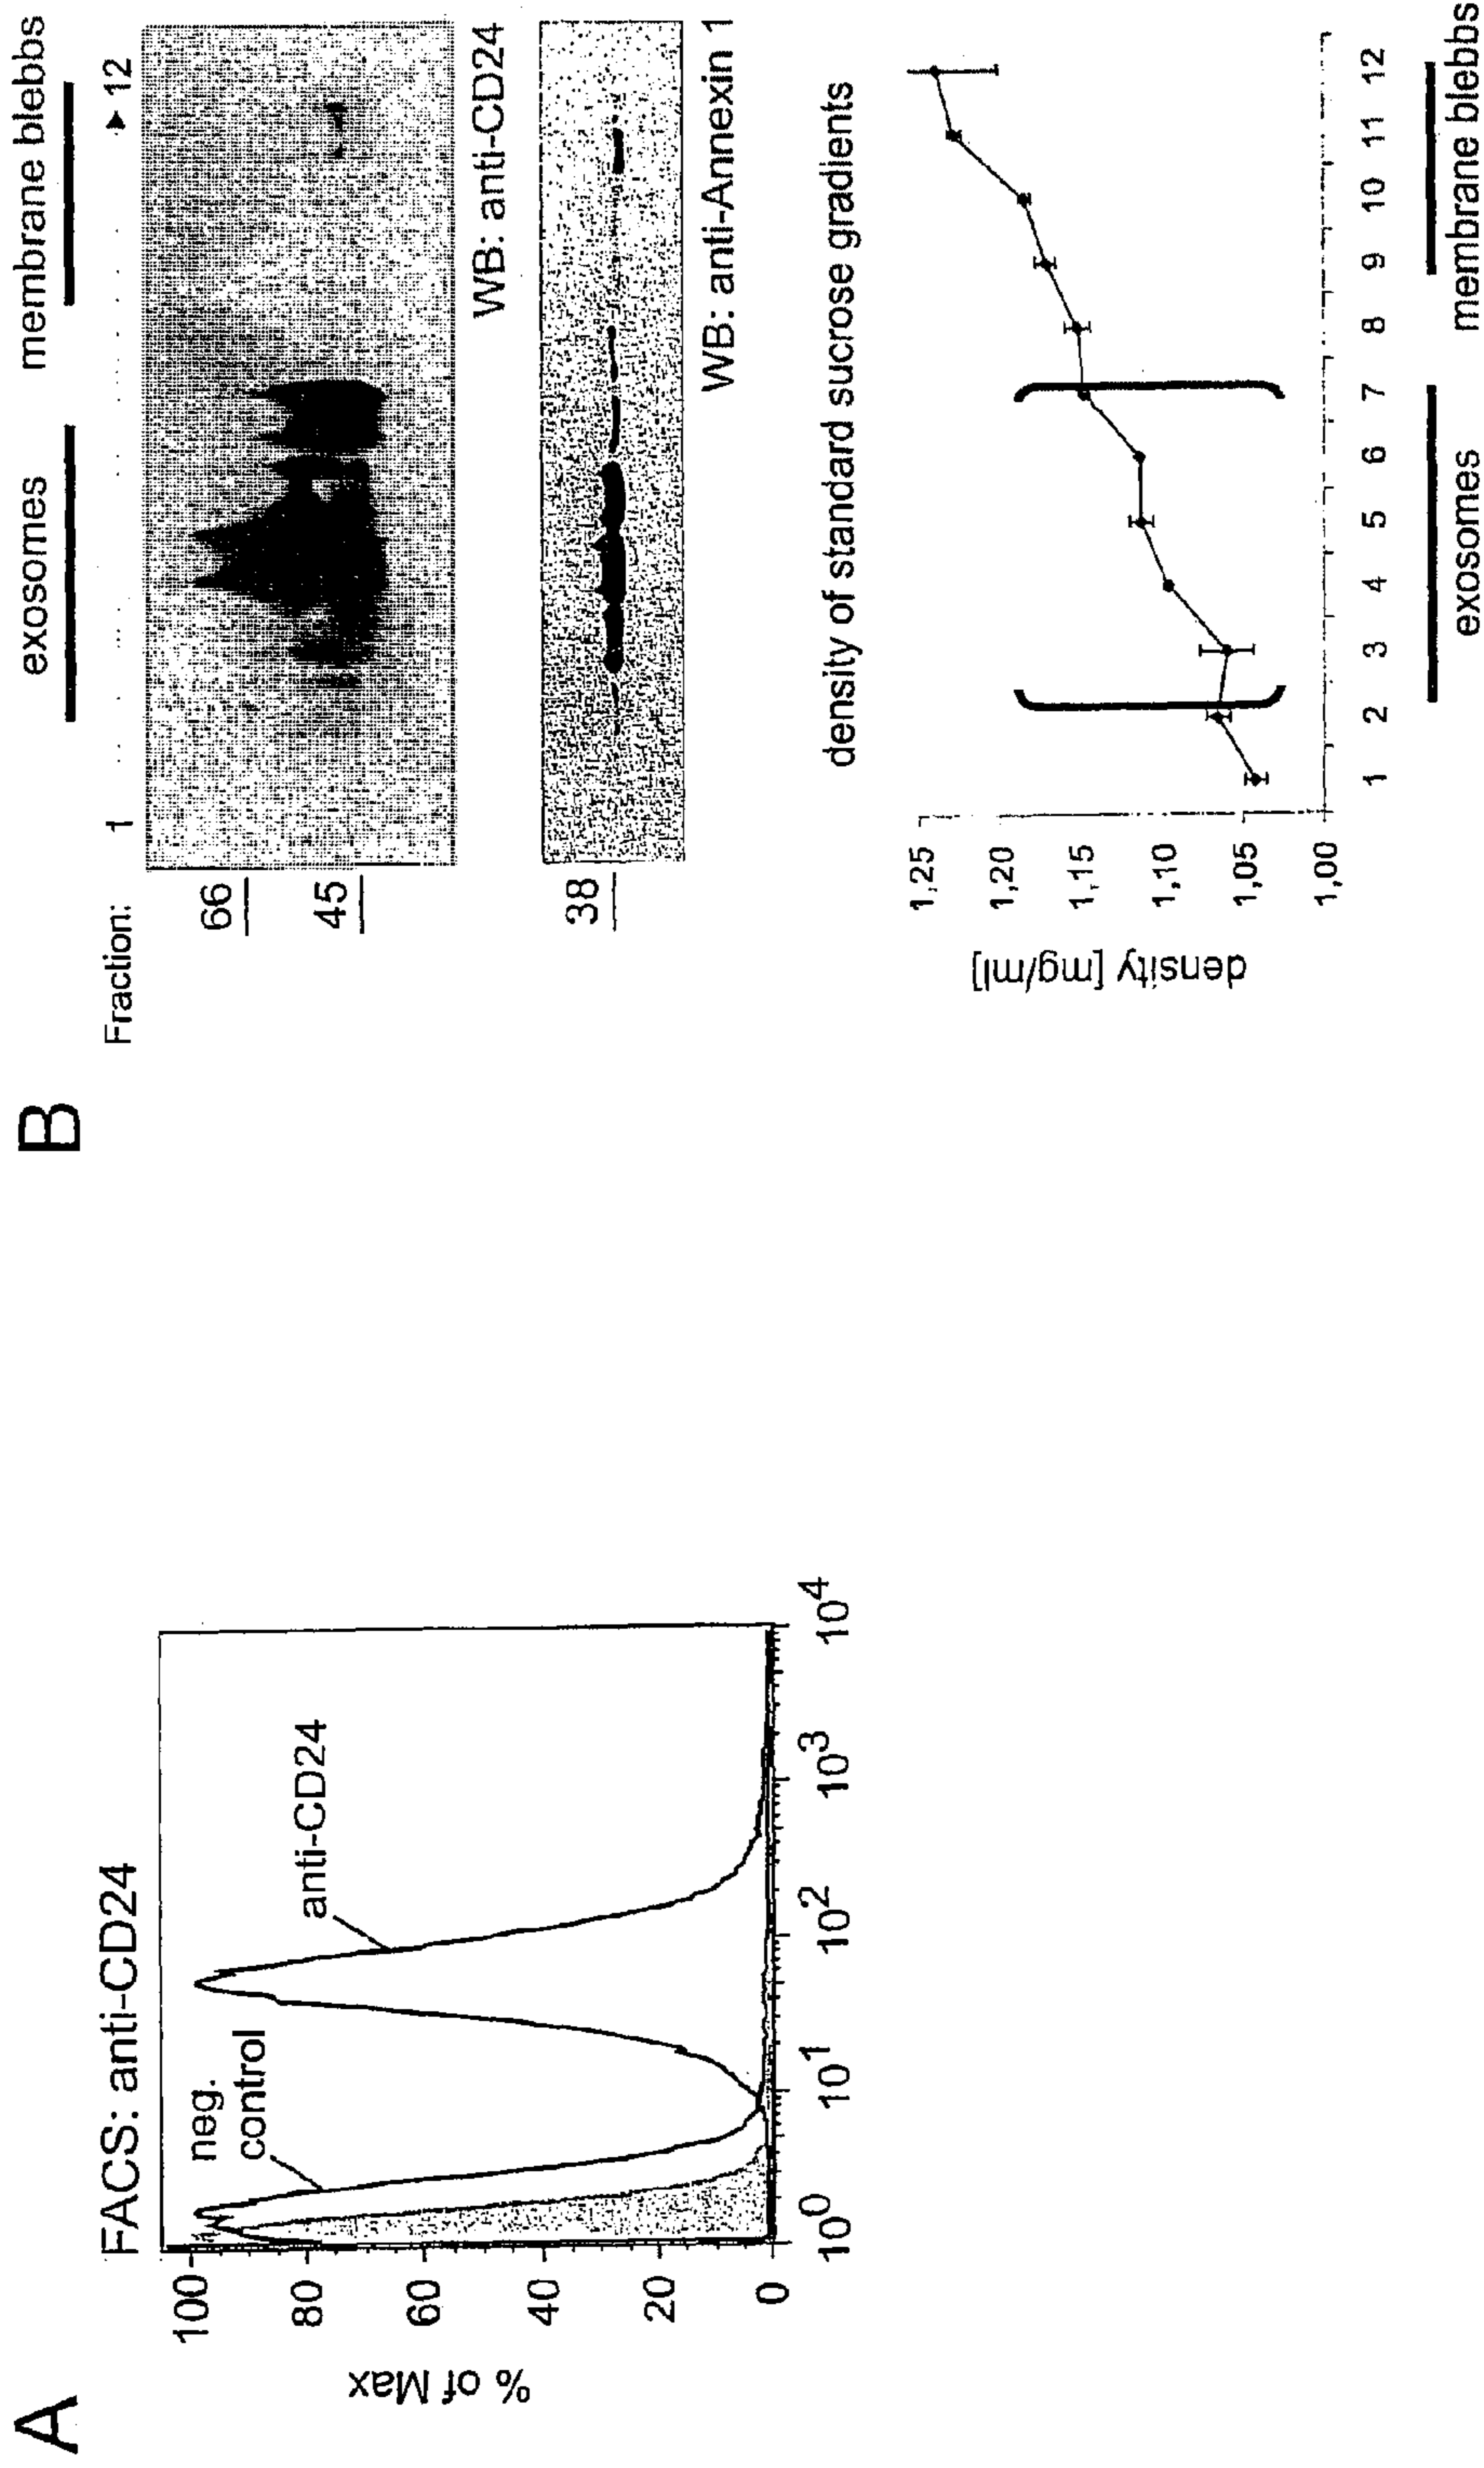 A
FACS: anti-CD24
% of Max
100
80
60
40
20
0
neg.
control
anti-CD24
10⁰ 10¹ 10² 10³ 10⁴
B
exosomes membrane blebbs
Fraction: 1 ► 12
66
45
WB: anti-CD24
38
WB: anti-Annexin 1
density of standard sucrose gradients
density [mg/ml]
1,25
1,20
1,15
1,10
1,05
1,00
1 2 3 4 5 6 7 8 9 10 11 12
exosomes membrane blebbs